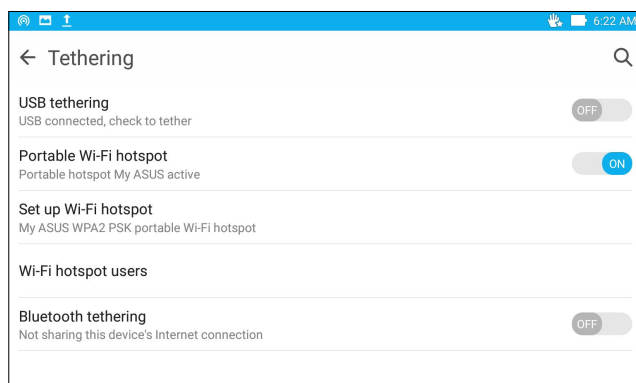 6:22 AM
Tethering
USB tethering
OFF
USB connected, check to tether
Portable Wi-Fi hotspot
ON
Portable hotspot My ASUS active
Set up Wi-Fi hotspot
My ASUS WPA2 PSK portable Wi-Fi hotspot
Wi-Fi hotspot users
Bluetooth tethering
OFF
Not sharing this device's Internet connection